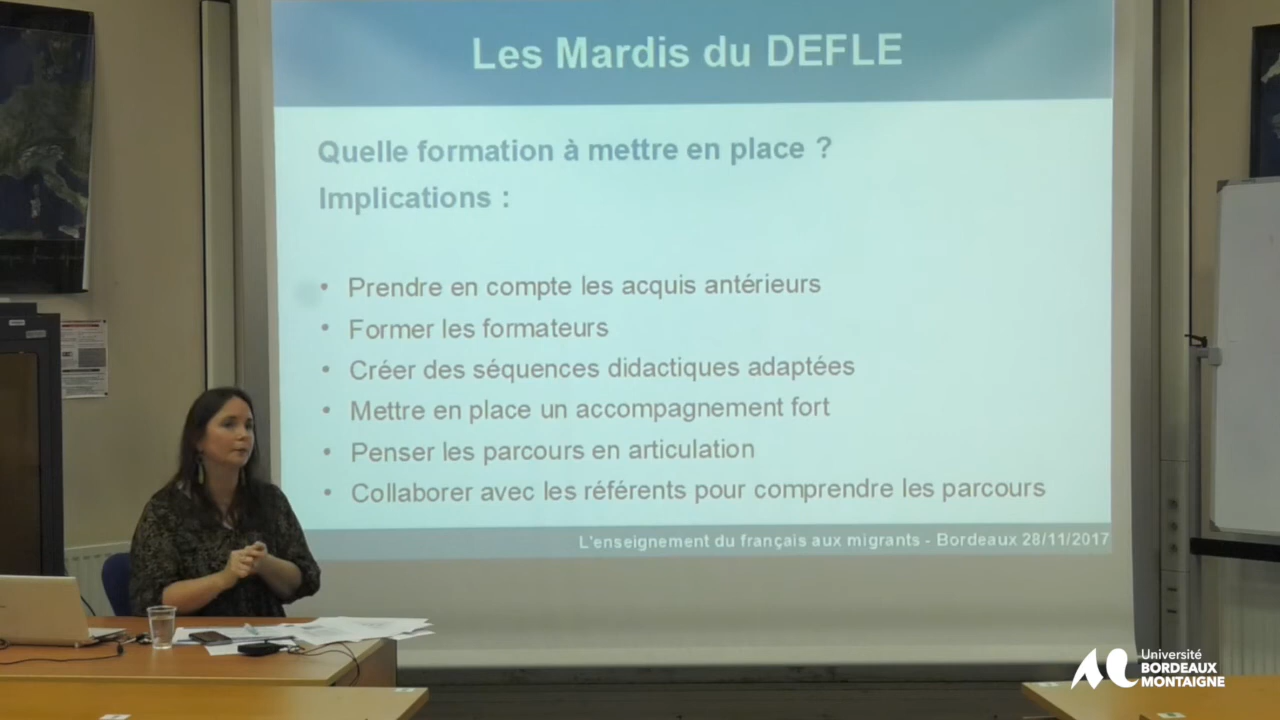 Les Mardis du DEFLE
Quelle formation à mettre en place ?
Implications :
• Prendre en compte les acquis antérieurs
• Former les formateurs
• Créer des séquences didactiques adaptées
• Mettre en place un accompagnement fort
• Penser les parcours en articulation
• Collaborer avec les référents pour comprendre les parcours
L'enseignement du français aux migrants - Bordeaux 28/11/2017
Université
BORDEAUX
MONTAIGNE